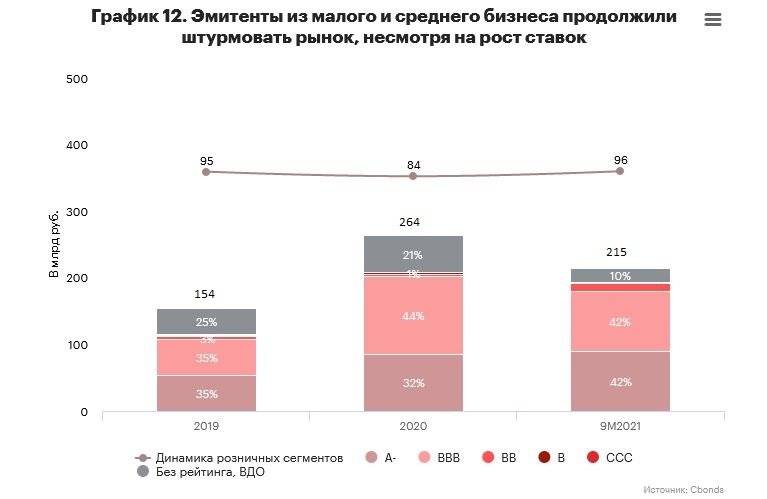 График 12. Эмитенты из малого и среднего бизнеса продолжили
штурмовать рынок, несмотря на рост ставок
500
400
300
200
100
0
В млрд руб.
95
84
96
154
25%
3%
35%
35%
264
21%
1%
44%
32%
215
10%
42%
42%
2019
2020
9М2021
Динамика розничных сегментов
A-
BBB
BB
B
CCC
Без рейтинга, ВДО
Источник: Cbonds